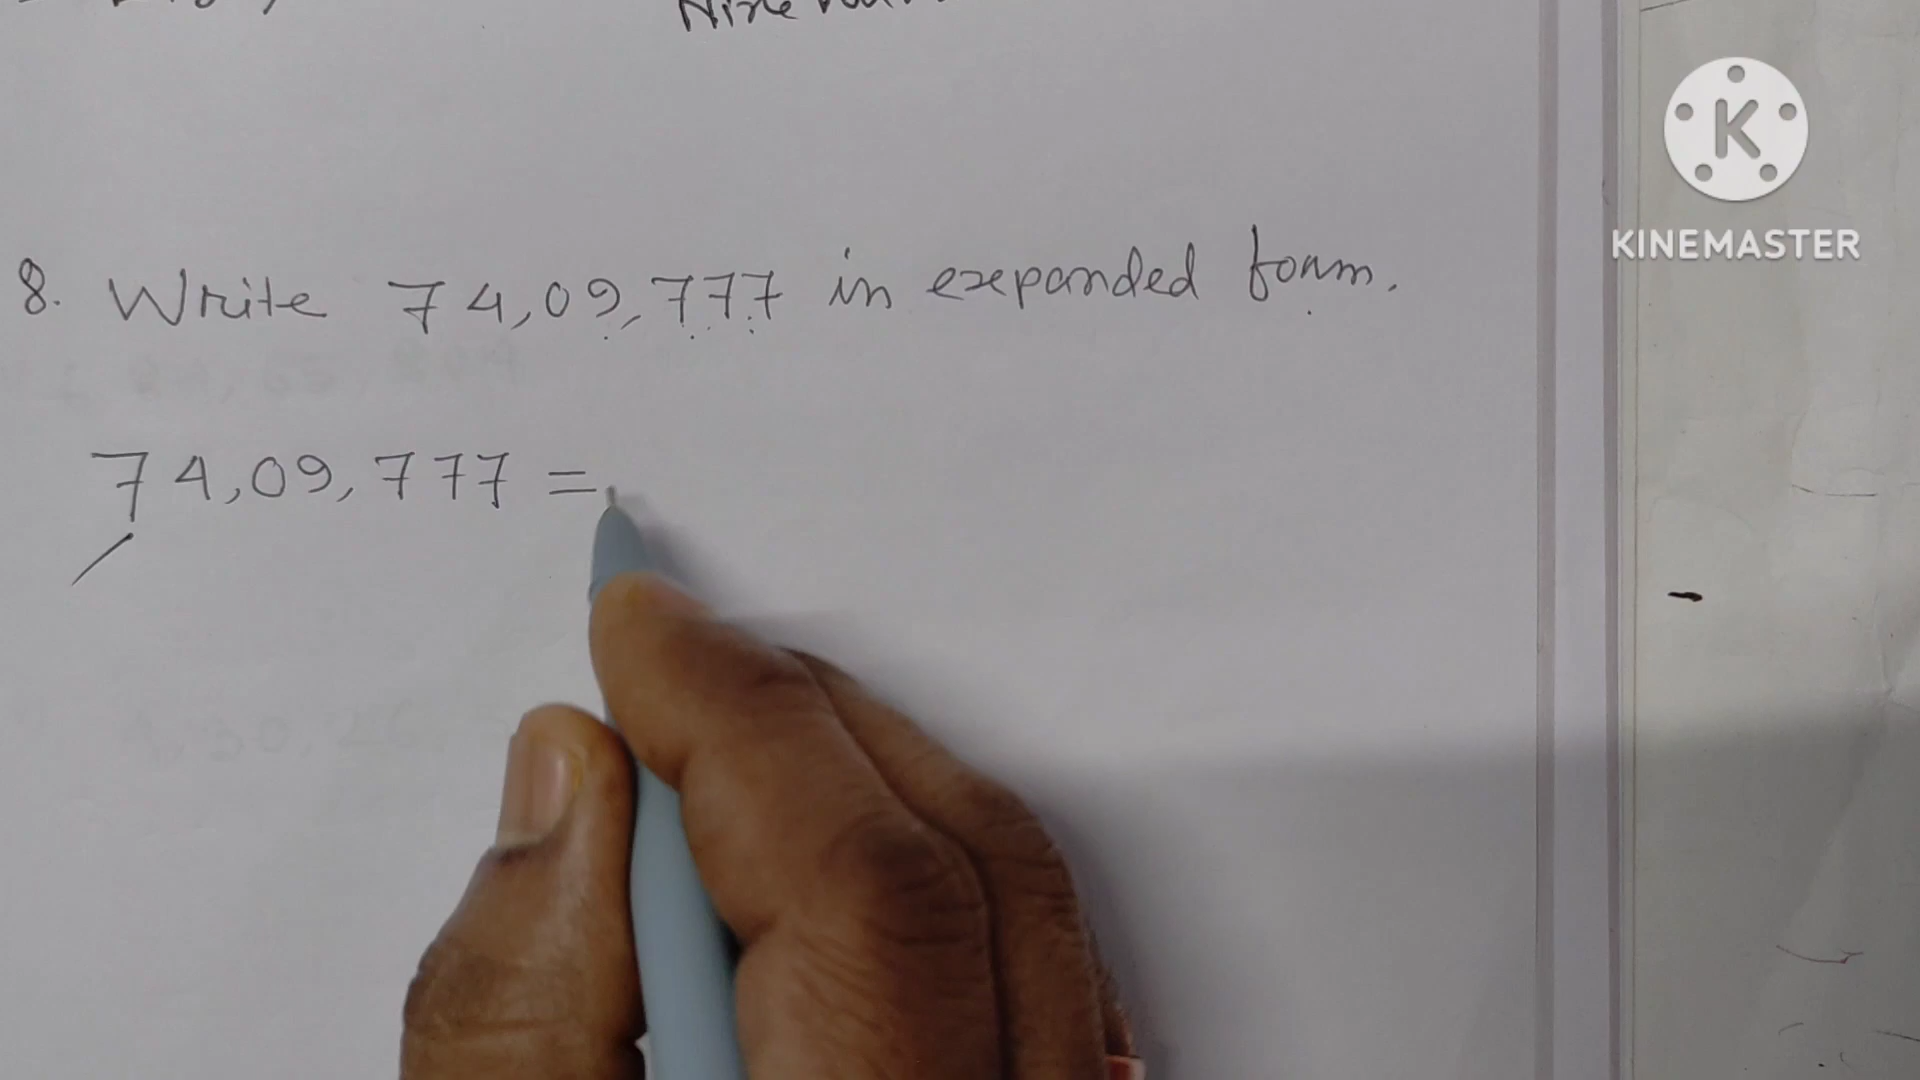 8. Write 74,09,777 in expanded form.
74,09,777 =
KINEMASTER